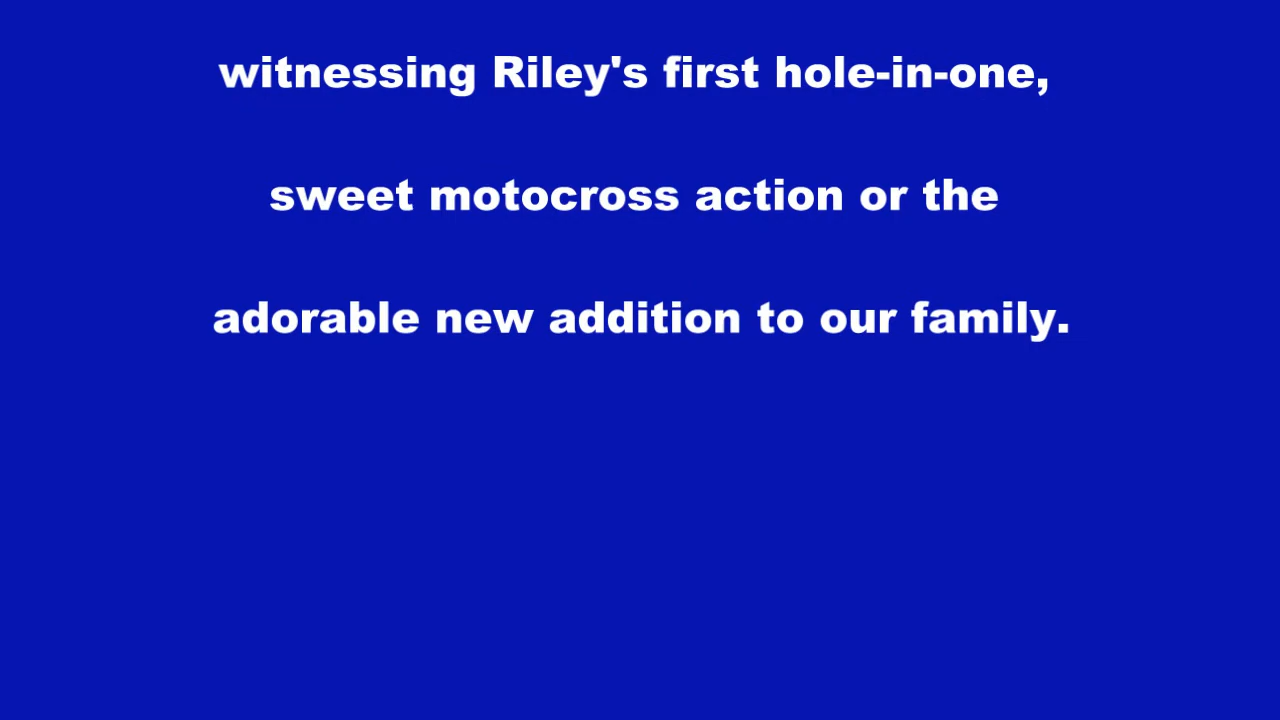 witnessing Riley's first hole-in-one,
sweet motocross action or the
adorable new addition to our family.